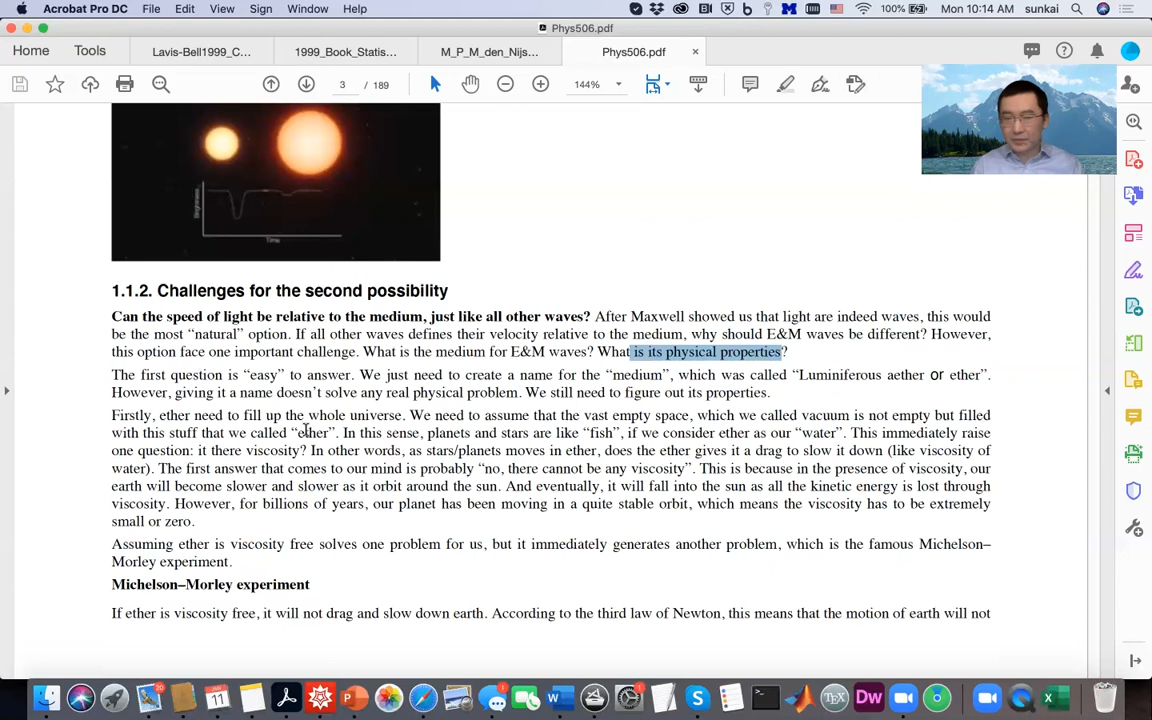 Acrobat Pro DC File Edit View Sign Window Help 100% Mon 10:14 AM sunkai
Phys506.pdf
Home Tools Lavis-Bell1999_C... 1999_Book_Statis... M_P_M_den_Nijs... Phys506.pdf ×
3 / 189 144%
Brightness
Time
1.1.2. Challenges for the second possibility
Can the speed of light be relative to the medium, just like all other waves? After Maxwell showed us that light are indeed waves, this would
be the most “natural” option. If all other waves defines their velocity relative to the medium, why should E&M waves be different? However,
this option face one important challenge. What is the medium for E&M waves? What is its physical properties?
The first question is “easy” to answer. We just need to create a name for the “medium”, which was called “Luminiferous aether or ether”.
However, giving it a name doesn’t solve any real physical problem. We still need to figure out its properties.
Firstly, ether need to fill up the whole universe. We need to assume that the vast empty space, which we called vacuum is not empty but filled
with this stuff that we called “ether”. In this sense, planets and stars are like “fish”, if we consider ether as our “water”. This immediately raise
one question: it there viscosity? In other words, as stars/planets moves in ether, does the ether gives it a drag to slow it down (like viscosity of
water). The first answer that comes to our mind is probably “no, there cannot be any viscosity”. This is because in the presence of viscosity, our
earth will become slower and slower as it orbit around the sun. And eventually, it will fall into the sun as all the kinetic energy is lost through
viscosity. However, for billions of years, our planet has been moving in a quite stable orbit, which means the viscosity has to be extremely
small or zero.
Assuming ether is viscosity free solves one problem for us, but it immediately generates another problem, which is the famous Michelson–
Morley experiment.
Michelson–Morley experiment
If ether is viscosity free, it will not drag and slow down earth. According to the third law of Newton, this means that the motion of earth will not
JAN
11
TEX
Dw